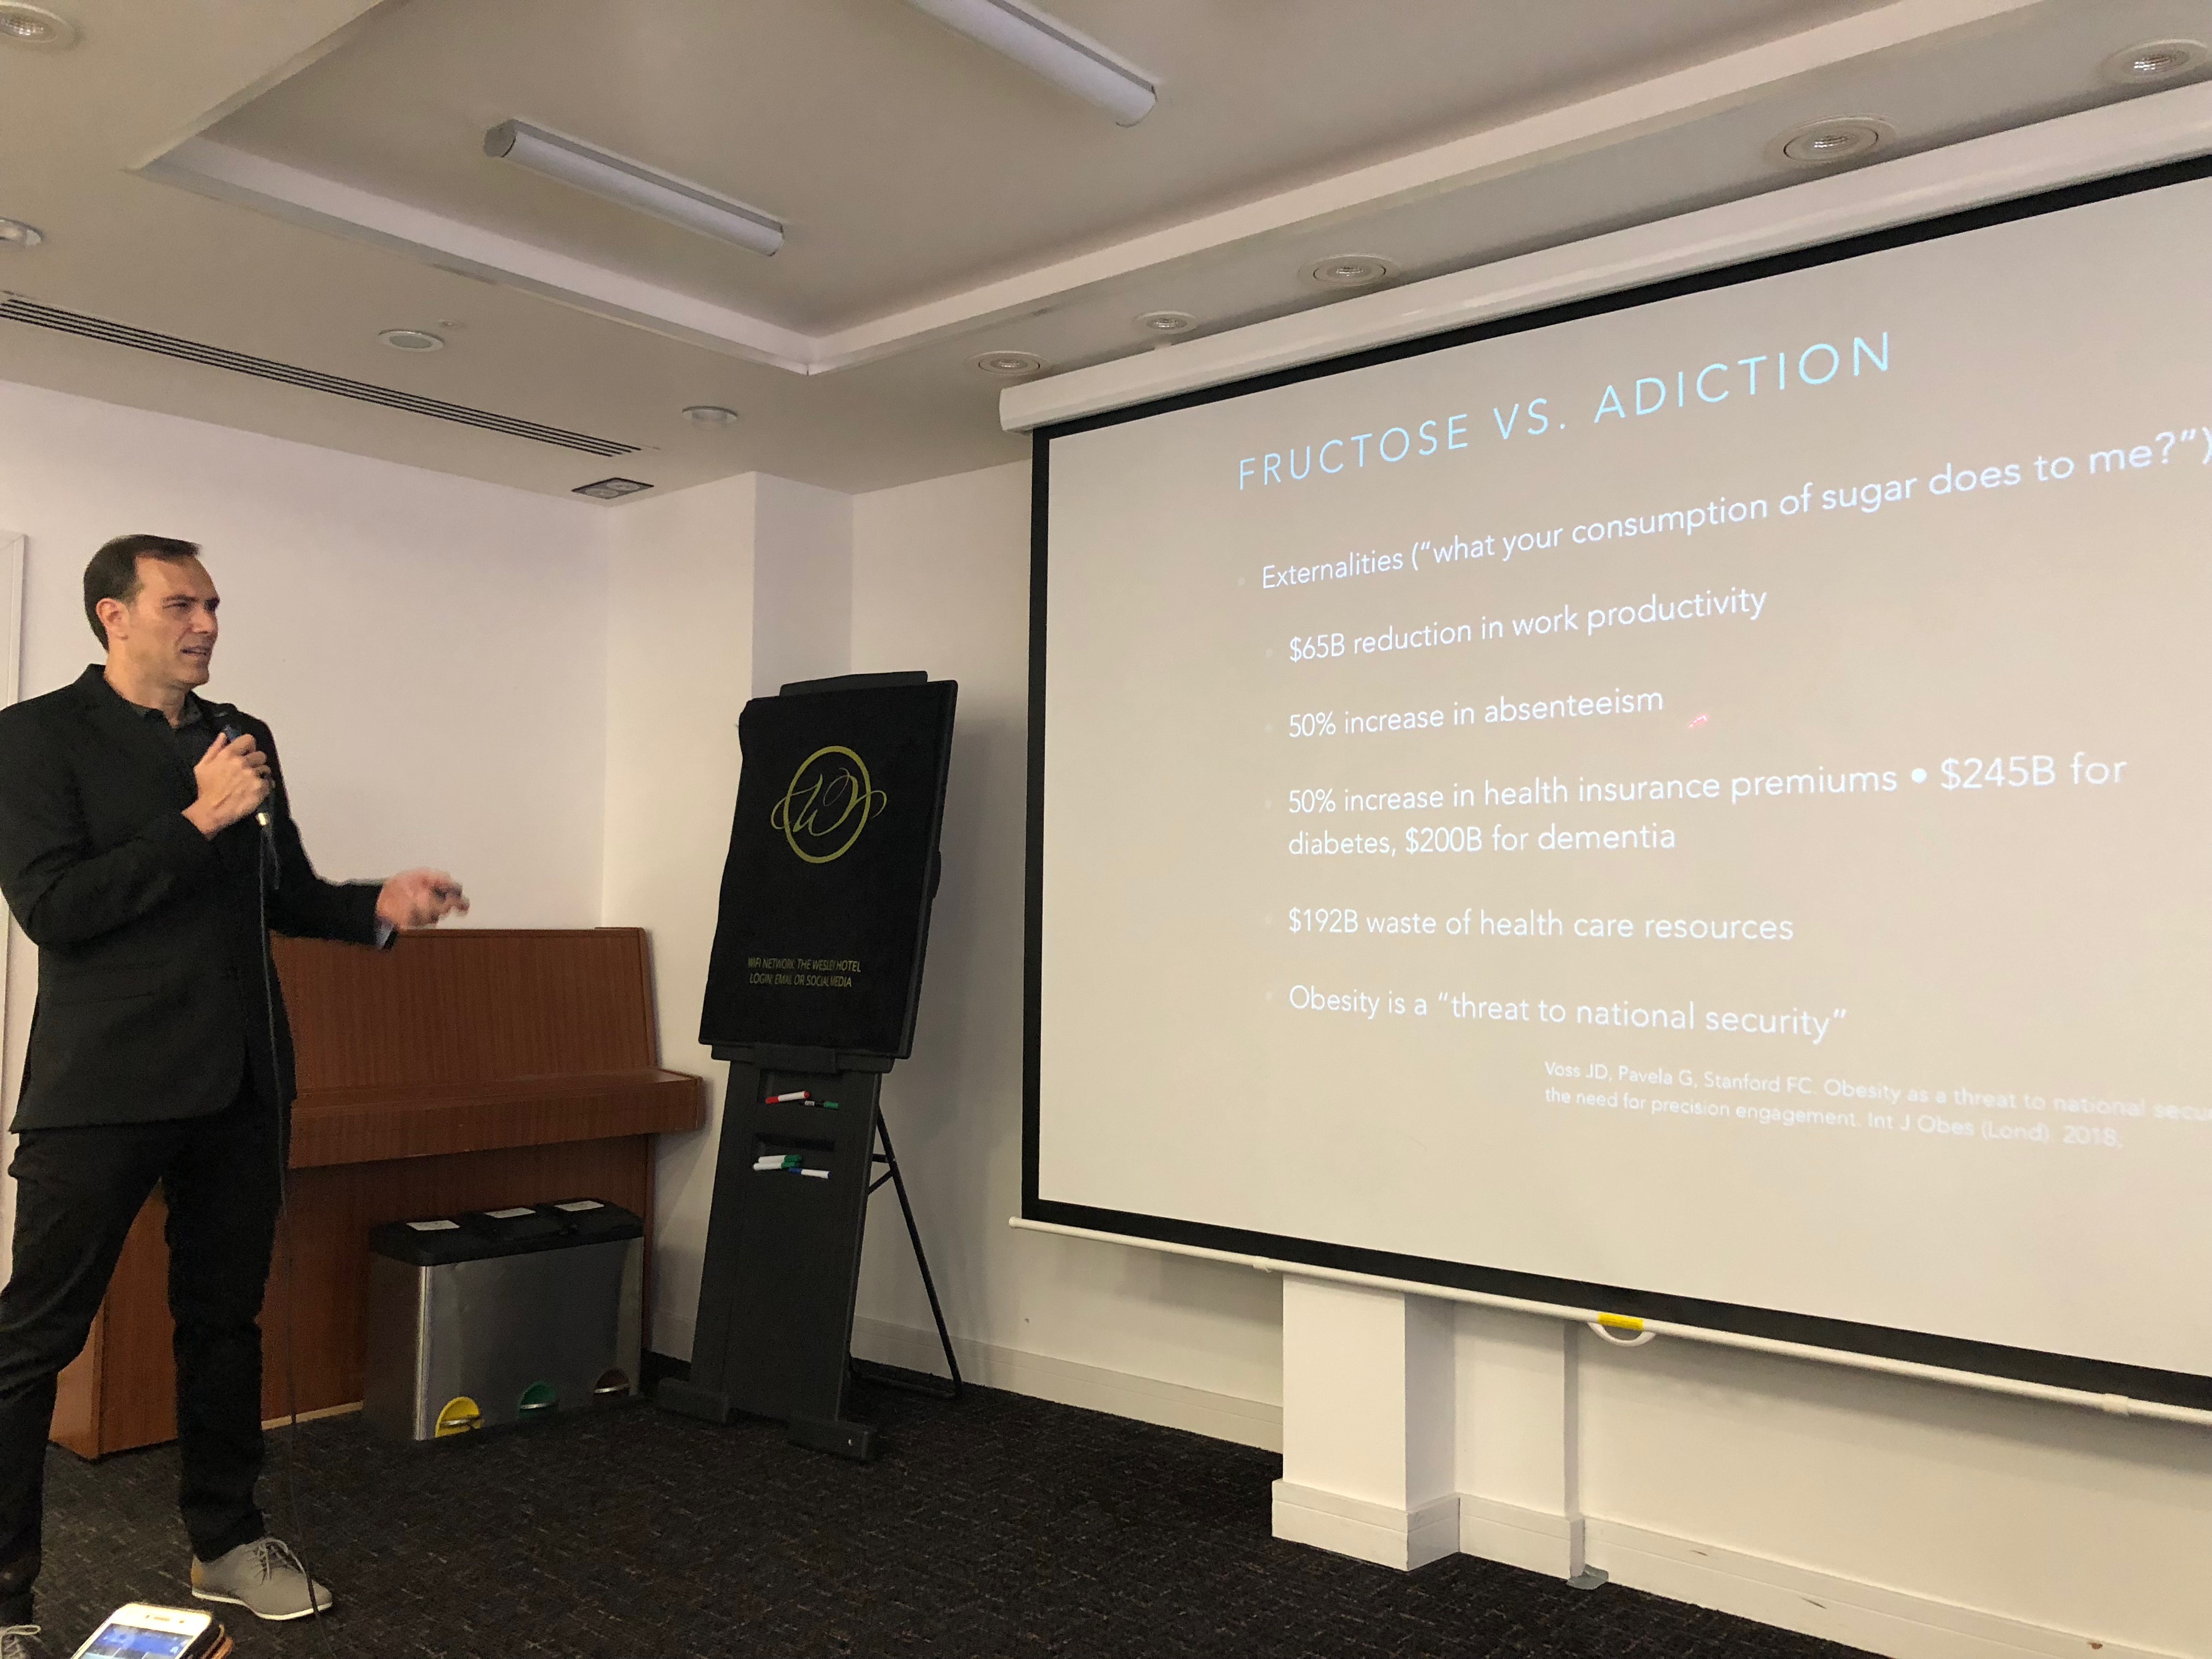 FRUCTOSE VS. ADICTION
Externalities (“what your consumption of sugar does to me?”)
$65B reduction in work productivity
50% increase in absenteeism
50% increase in health insurance premiums • $245B for
diabetes, $200B for dementia
$192B waste of health care resources
Obesity is a “threat to national security”
Voss JD, Pavela G, Stanford FC. Obesity as a threat to national secu
the need for precision engagement. Int J Obes (Lond). 2018;
W
WIFI NETWORK: THE WESLEY HOTEL
LOGIN: EMAIL OR SOCIAL MEDIA